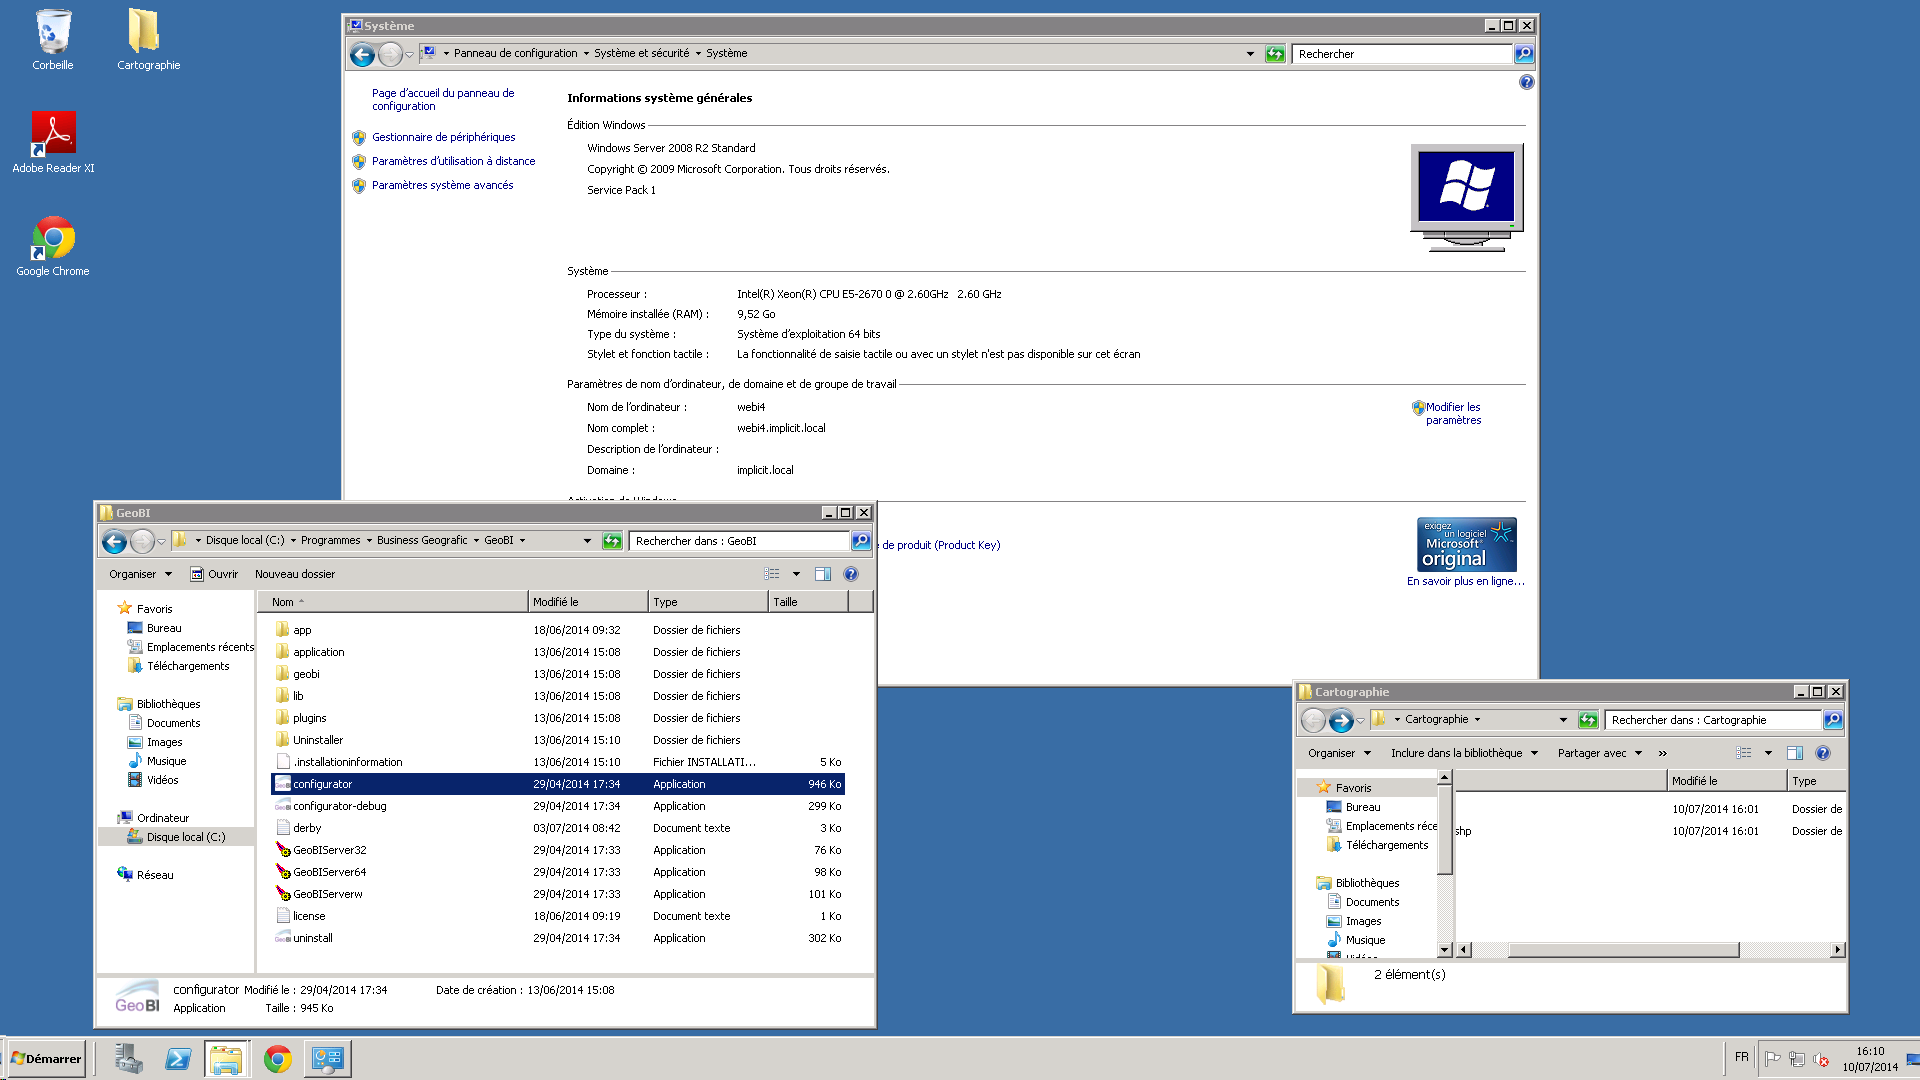 Corbeille
Cartographie
Adobe Reader XI
Google Chrome
Système
Panneau de configuration
Système et sécurité
Système
Rechercher
Page d'accueil du panneau de
configuration
Gestionnaire de périphériques
Paramètres d'utilisation à distance
Paramètres système avancés
Informations système générales
Édition Windows
Windows Server 2008 R2 Standard
Copyright © 2009 Microsoft Corporation. Tous droits réservés.
Service Pack 1
Système
Processeur : Intel(R) Xeon(R) CPU E5-2670 0 @ 2.60GHz 2.60 GHz
Mémoire installée (RAM) : 9,52 Go
Type du système : Système d'exploitation 64 bits
Stylet et fonction tactile : La fonctionnalité de saisie tactile ou avec un stylet n'est pas disponible sur cet écran
Paramètres de nom d'ordinateur, de domaine et de groupe de travail
Nom de l'ordinateur : webi4
Nom complet : webi4.implicit.local
Description de l'ordinateur :
Domaine : implicit.local
Modifier les
paramètres
Activation de Windows
e de produit (Product Key)
exigez
un logiciel
Microsoft®
original
En savoir plus en ligne...
GeoBI
Disque local (C:) Programmes Business Geografic GeoBI
Rechercher dans : GeoBI
Organiser Ouvrir Nouveau dossier
Favoris
Bureau
Emplacements récents
Téléchargements
Bibliothèques
Documents
Images
Musique
Vidéos
Ordinateur
Disque local (C:)
Réseau
Nom Modifié le Type Taille
app 18/06/2014 09:32 Dossier de fichiers
application 13/06/2014 15:08 Dossier de fichiers
geobi 13/06/2014 15:08 Dossier de fichiers
lib 13/06/2014 15:08 Dossier de fichiers
plugins 13/06/2014 15:08 Dossier de fichiers
Uninstaller 13/06/2014 15:10 Dossier de fichiers
.installationinformation 13/06/2014 15:10 Fichier INSTALLATI... 5 Ko
configurator 29/04/2014 17:34 Application 946 Ko
configurator-debug 29/04/2014 17:34 Application 299 Ko
derby 03/07/2014 08:42 Document texte 3 Ko
GeoBIServer32 29/04/2014 17:33 Application 76 Ko
GeoBIServer64 29/04/2014 17:33 Application 98 Ko
GeoBIServerw 29/04/2014 17:33 Application 101 Ko
license 18/06/2014 09:19 Document texte 1 Ko
uninstall 29/04/2014 17:34 Application 302 Ko
GeoBI
configurator Modifié le : 29/04/2014 17:34 Date de création : 13/06/2014 15:08
Application Taille : 945 Ko
Cartographie
Cartographie
Rechercher dans : Cartographie
Organiser Inclure dans la bibliothèque Partager avec »
Favoris
Bureau
Emplacements réce
Téléchargements
Bibliothèques
Documents
Images
Musique
Modifié le Type
10/07/2014 16:01 Dossier de
shp 10/07/2014 16:01 Dossier de
2 élément(s)
Démarrer
FR
16:10
10/07/2014